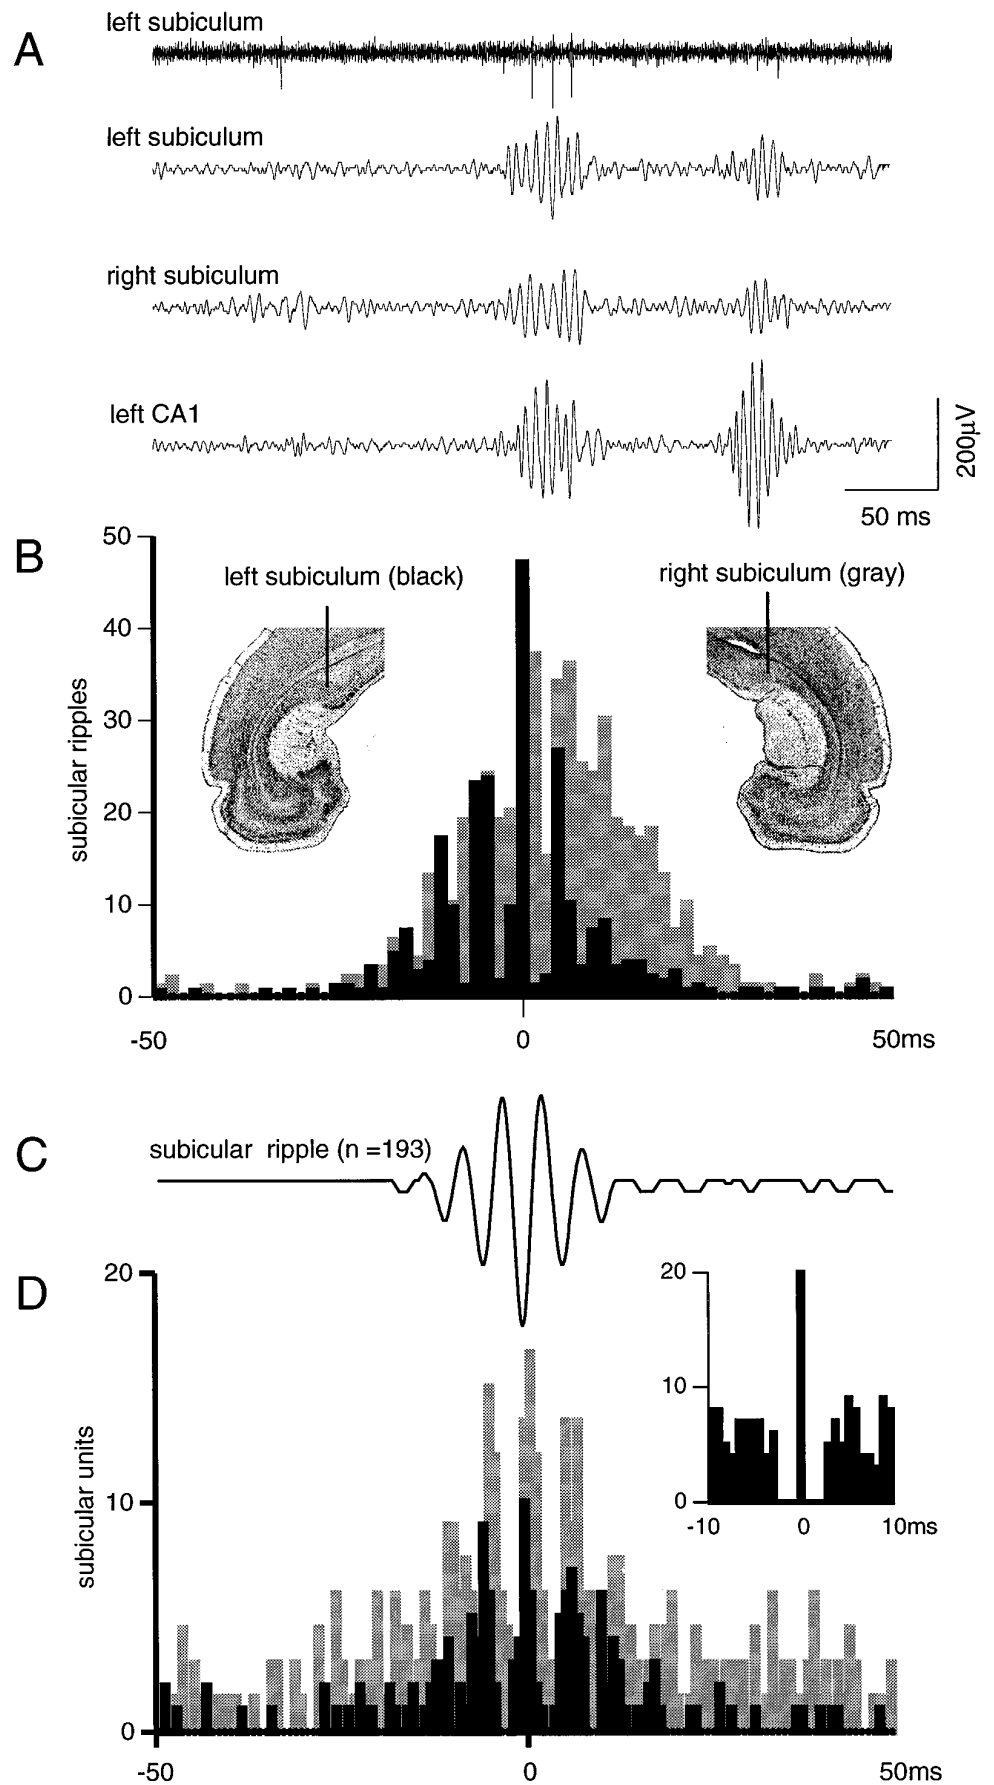 A
left subiculum
left subiculum
right subiculum
left CA1
200μV
50 ms
B
50
40
30
20
10
0
subicular ripples
left subiculum (black)
right subiculum (gray)
-50
0
50ms
C
subicular ripple (n =193)
D
20
10
0
subicular units
20
10
0
-10
0
10ms
-50
0
50ms